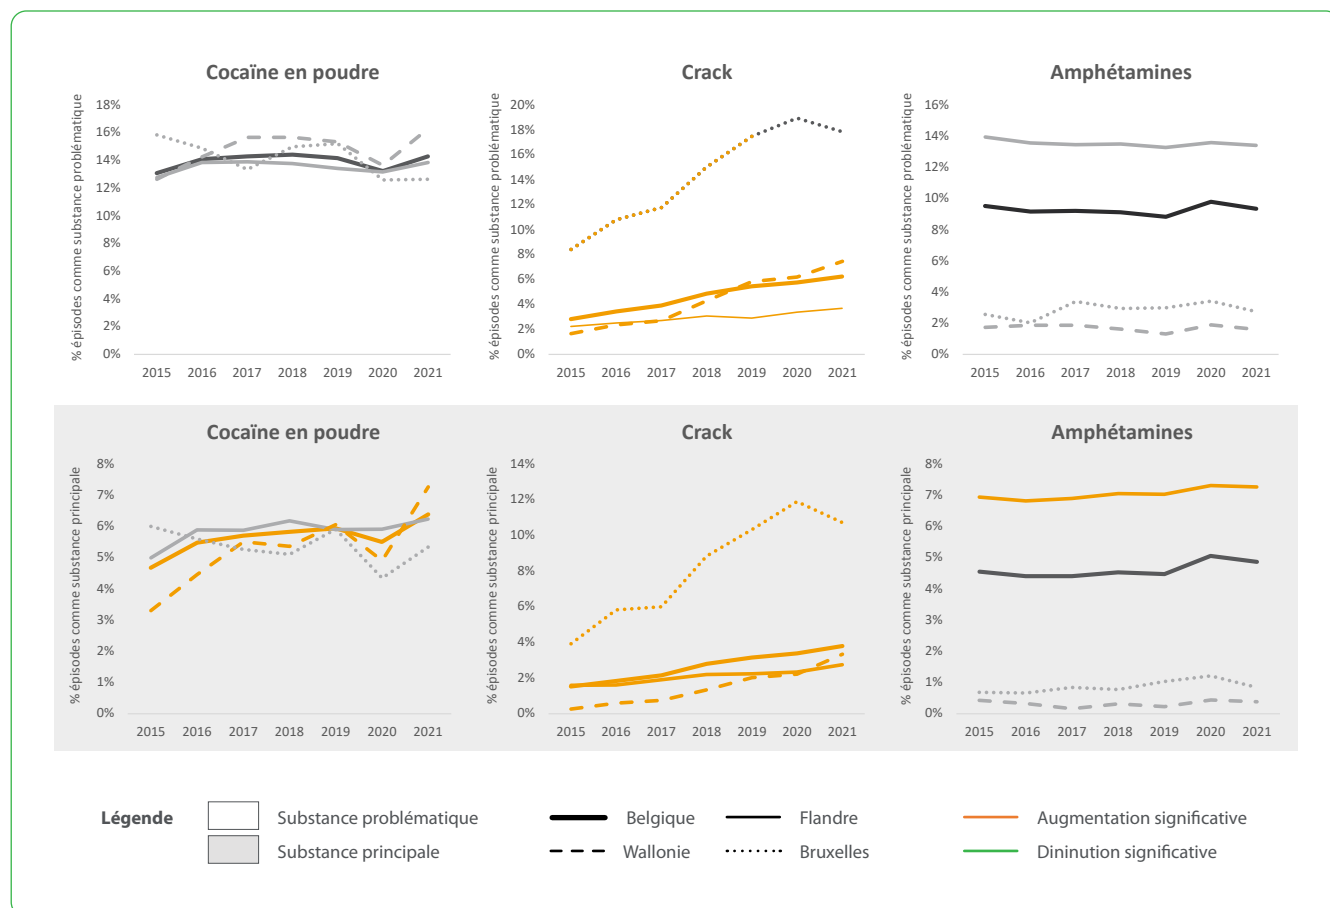 Cocaïne en poudre
% épisodes comme substance problématique
18%
16%
14%
12%
10%
8%
6%
4%
2%
0%
2015 2016 2017 2018 2019 2020 2021
Crack
% épisodes comme substance problématique
20%
18%
16%
14%
12%
10%
8%
6%
4%
2%
0%
2015 2016 2017 2018 2019 2020 2021
Amphétamines
% épisodes comme substance problématique
16%
14%
12%
10%
8%
6%
4%
2%
0%
2015 2016 2017 2018 2019 2020 2021
Cocaïne en poudre
% épisodes comme substance principale
8%
7%
6%
5%
4%
3%
2%
1%
0%
2015 2016 2017 2018 2019 2020 2021
Crack
% épisodes comme substance principale
14%
12%
10%
8%
6%
4%
2%
0%
2015 2016 2017 2018 2019 2020 2021
Amphétamines
% épisodes comme substance principale
8%
7%
6%
5%
4%
3%
2%
1%
0%
2015 2016 2017 2018 2019 2020 2021
Légende
Substance problématique
Substance principale
Belgique
Flandre
Wallonie
Bruxelles
Augmentation significative
Dininution significative